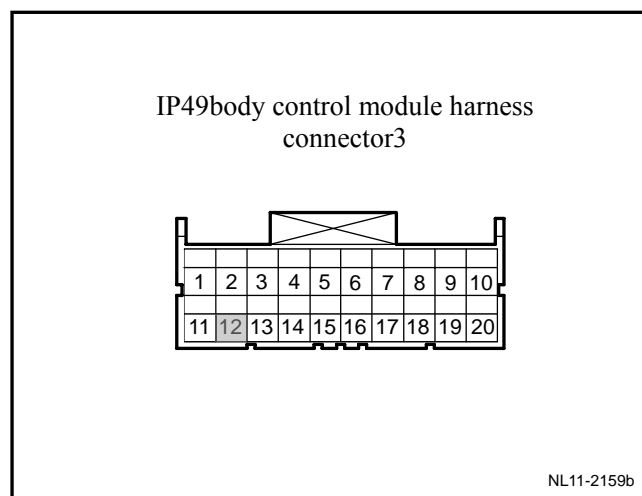 IP49body control module harness
connector3
1 2 3 4 5 6 7 8 9 10
11 12 13 14 15 16 17 18 19 20
NL11-2159b